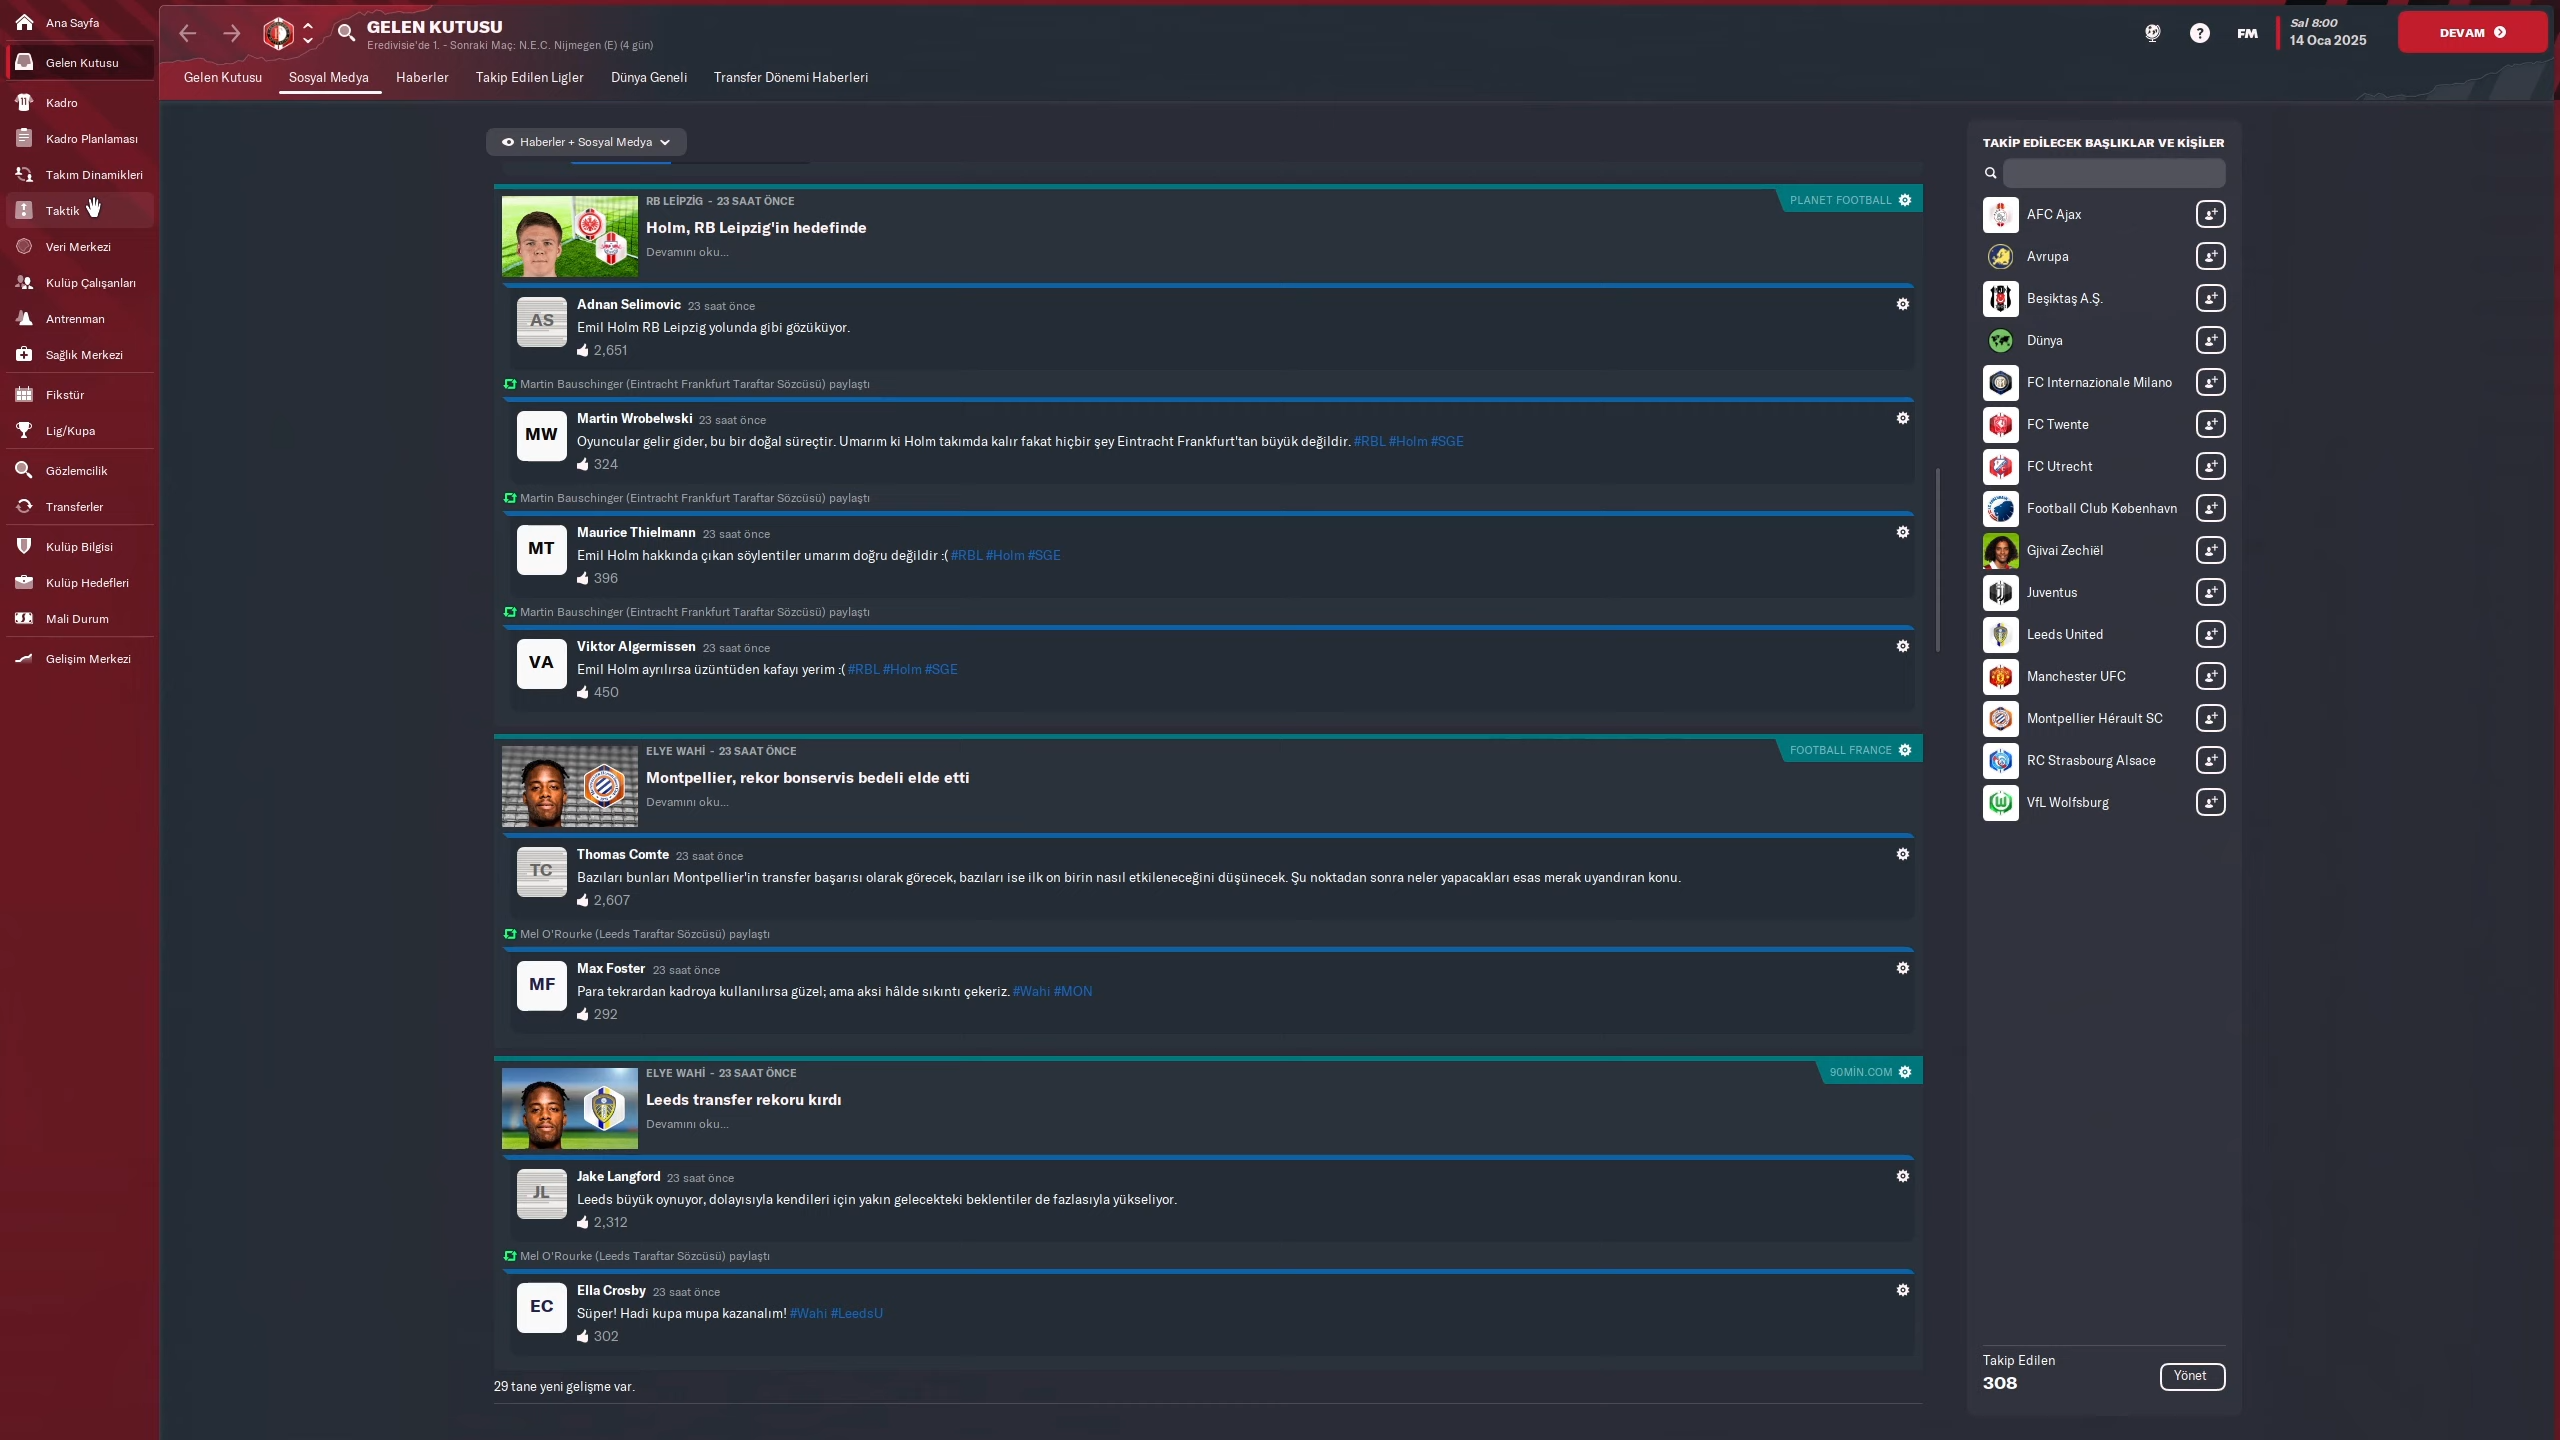 Ana Sayfa
Gelen Kutusu
Kadro
Kadro Planlaması
Takım Dinamikleri
Taktik
Veri Merkezi
Kulüp Çalışanları
Antrenman
Sağlık Merkezi
Fikstür
Lig/Kupa
Gözlemcilik
Transferler
Kulüp Bilgisi
Kulüp Hedefleri
Mali Durum
Gelişim Merkezi
GELEN KUTUSU
Eredivisie'de 1. - Sonraki Maç: N.E.C. Nijmegen (E) (4 gün)
FM
Sal 8:00
14 Oca 2025
DEVAM
Gelen Kutusu Sosyal Medya Haberler Takip Edilen Ligler Dünya Geneli Transfer Dönemi Haberleri
Haberler + Sosyal Medya
RB LEİPZİG - 23 SAAT ÖNCE
PLANET FOOTBALL
Holm, RB Leipzig'in hedefinde
Devamını oku...
AS
Adnan Selimovic 23 saat önce
Emil Holm RB Leipzig yolunda gibi gözüküyor.
2,651
Martin Bauschinger (Eintracht Frankfurt Taraftar Sözcüsü) paylaştı
MW
Martin Wrobelwski 23 saat önce
Oyuncular gelir gider, bu bir doğal süreçtir. Umarım ki Holm takımda kalır fakat hiçbir şey Eintracht Frankfurt'tan büyük değildir. #RBL #Holm #SGE
324
Martin Bauschinger (Eintracht Frankfurt Taraftar Sözcüsü) paylaştı
MT
Maurice Thielmann 23 saat önce
Emil Holm hakkında çıkan söylentiler umarım doğru değildir :( #RBL #Holm #SGE
396
Martin Bauschinger (Eintracht Frankfurt Taraftar Sözcüsü) paylaştı
VA
Viktor Algermissen 23 saat önce
Emil Holm ayrılırsa üzüntüden kafayı yerim :( #RBL #Holm #SGE
450
ELYE WAHİ - 23 SAAT ÖNCE
FOOTBALL FRANCE
Montpellier, rekor bonservis bedeli elde etti
Devamını oku...
TC
Thomas Comte 23 saat önce
Bazıları bunları Montpellier'in transfer başarısı olarak görecek, bazıları ise ilk on birin nasıl etkileneceğini düşünecek. Şu noktadan sonra neler yapacakları esas merak uyandıran konu.
2,607
Mel O'Rourke (Leeds Taraftar Sözcüsü) paylaştı
MF
Max Foster 23 saat önce
Para tekrardan kadroya kullanılırsa güzel; ama aksi hâlde sıkıntı çekeriz. #Wahi #MON
292
ELYE WAHİ - 23 SAAT ÖNCE
90MİN.COM
Leeds transfer rekoru kırdı
Devamını oku...
JL
Jake Langford 23 saat önce
Leeds büyük oynuyor, dolayısıyla kendileri için yakın gelecekteki beklentiler de fazlasıyla yükseliyor.
2,312
Mel O'Rourke (Leeds Taraftar Sözcüsü) paylaştı
EC
Ella Crosby 23 saat önce
Süper! Hadi kupa mupa kazanalım! #Wahi #LeedsU
302
29 tane yeni gelişme var.
TAKİP EDİLECEK BAŞLIKLAR VE KİŞİLER
AFC Ajax
Avrupa
Beşiktaş A.Ş.
Dünya
FC Internazionale Milano
FC Twente
FC Utrecht
Football Club København
Gjivai Zechiël
Juventus
Leeds United
Manchester UFC
Montpellier Hérault SC
RC Strasbourg Alsace
VfL Wolfsburg
Takip Edilen
308
Yönet